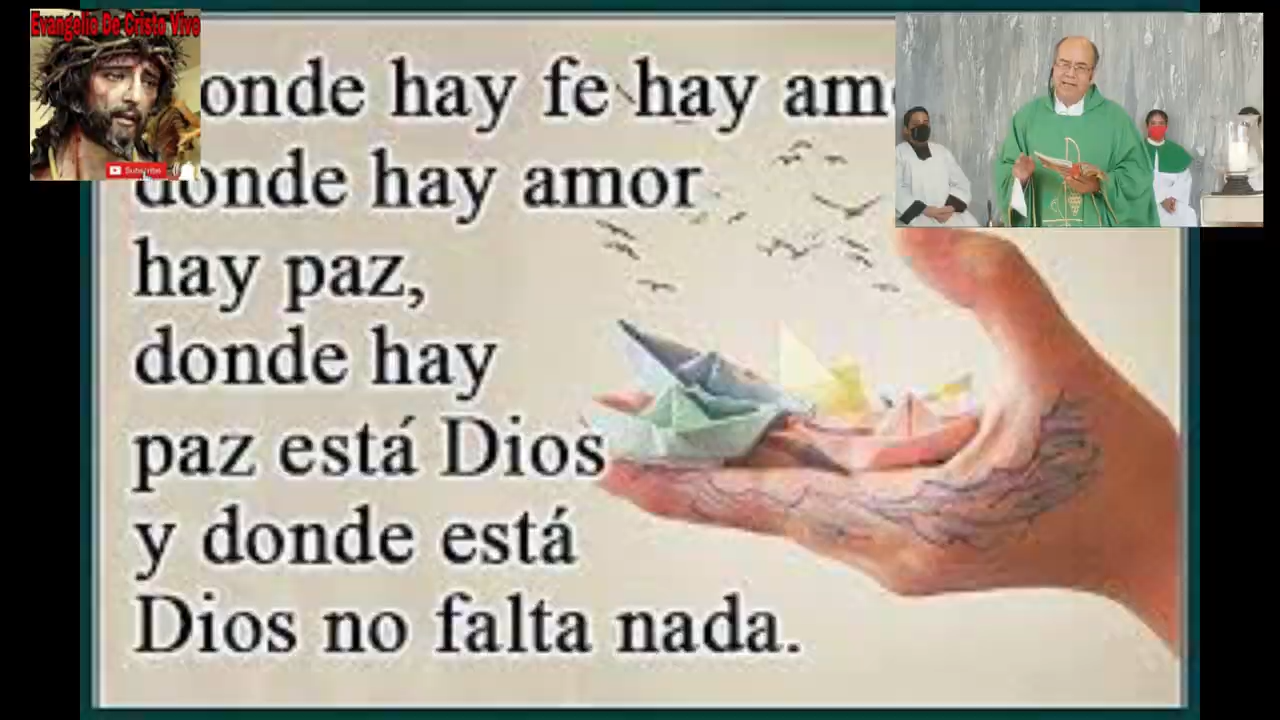 Evangelio De Cristo Vivo
Subscribe
onde hay fe hay am
donde hay amor
hay paz,
donde hay
paz está Dios
y donde está
Dios no falta nada.